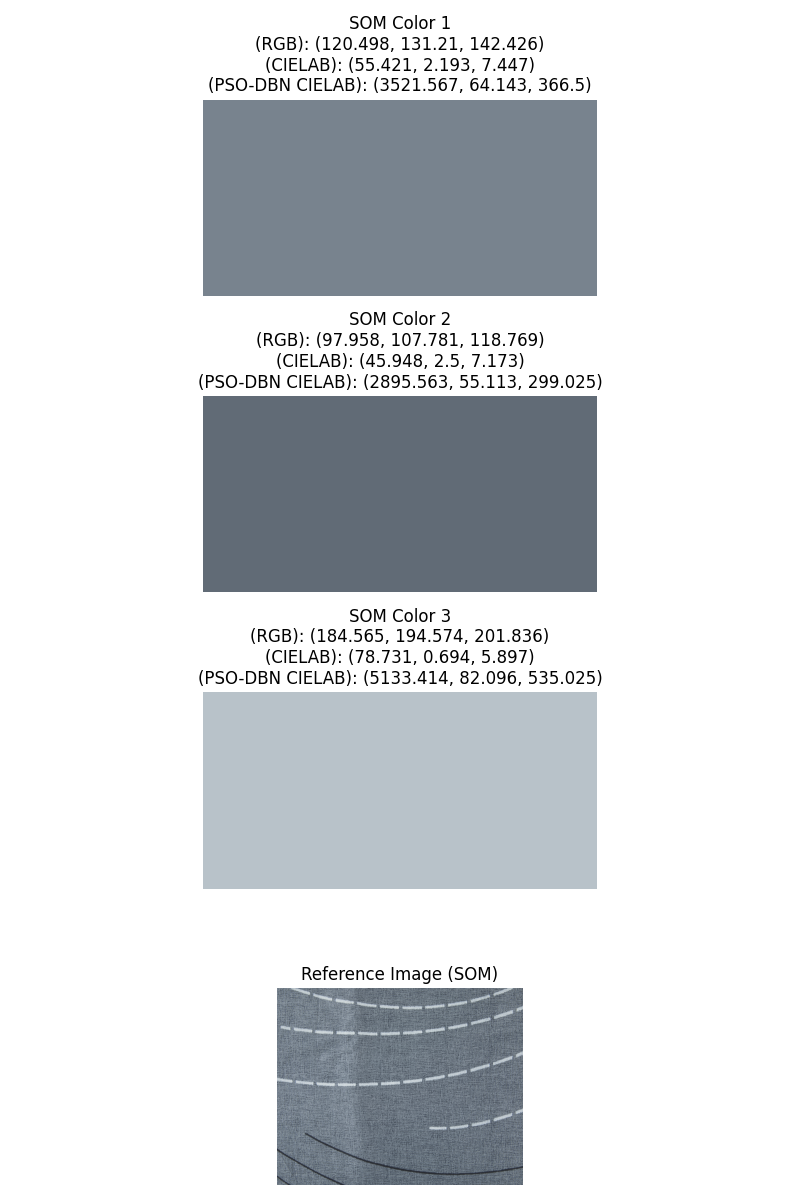 SOM Color 1
(RGB): (120.498, 131.21, 142.426)
(CIELAB): (55.421, 2.193, 7.447)
(PSO-DBN CIELAB): (3521.567, 64.143, 366.5)
SOM Color 2
(RGB): (97.958, 107.781, 118.769)
(CIELAB): (45.948, 2.5, 7.173)
(PSO-DBN CIELAB): (2895.563, 55.113, 299.025)
SOM Color 3
(RGB): (184.565, 194.574, 201.836)
(CIELAB): (78.731, 0.694, 5.897)
(PSO-DBN CIELAB): (5133.414, 82.096, 535.025)
Reference Image (SOM)